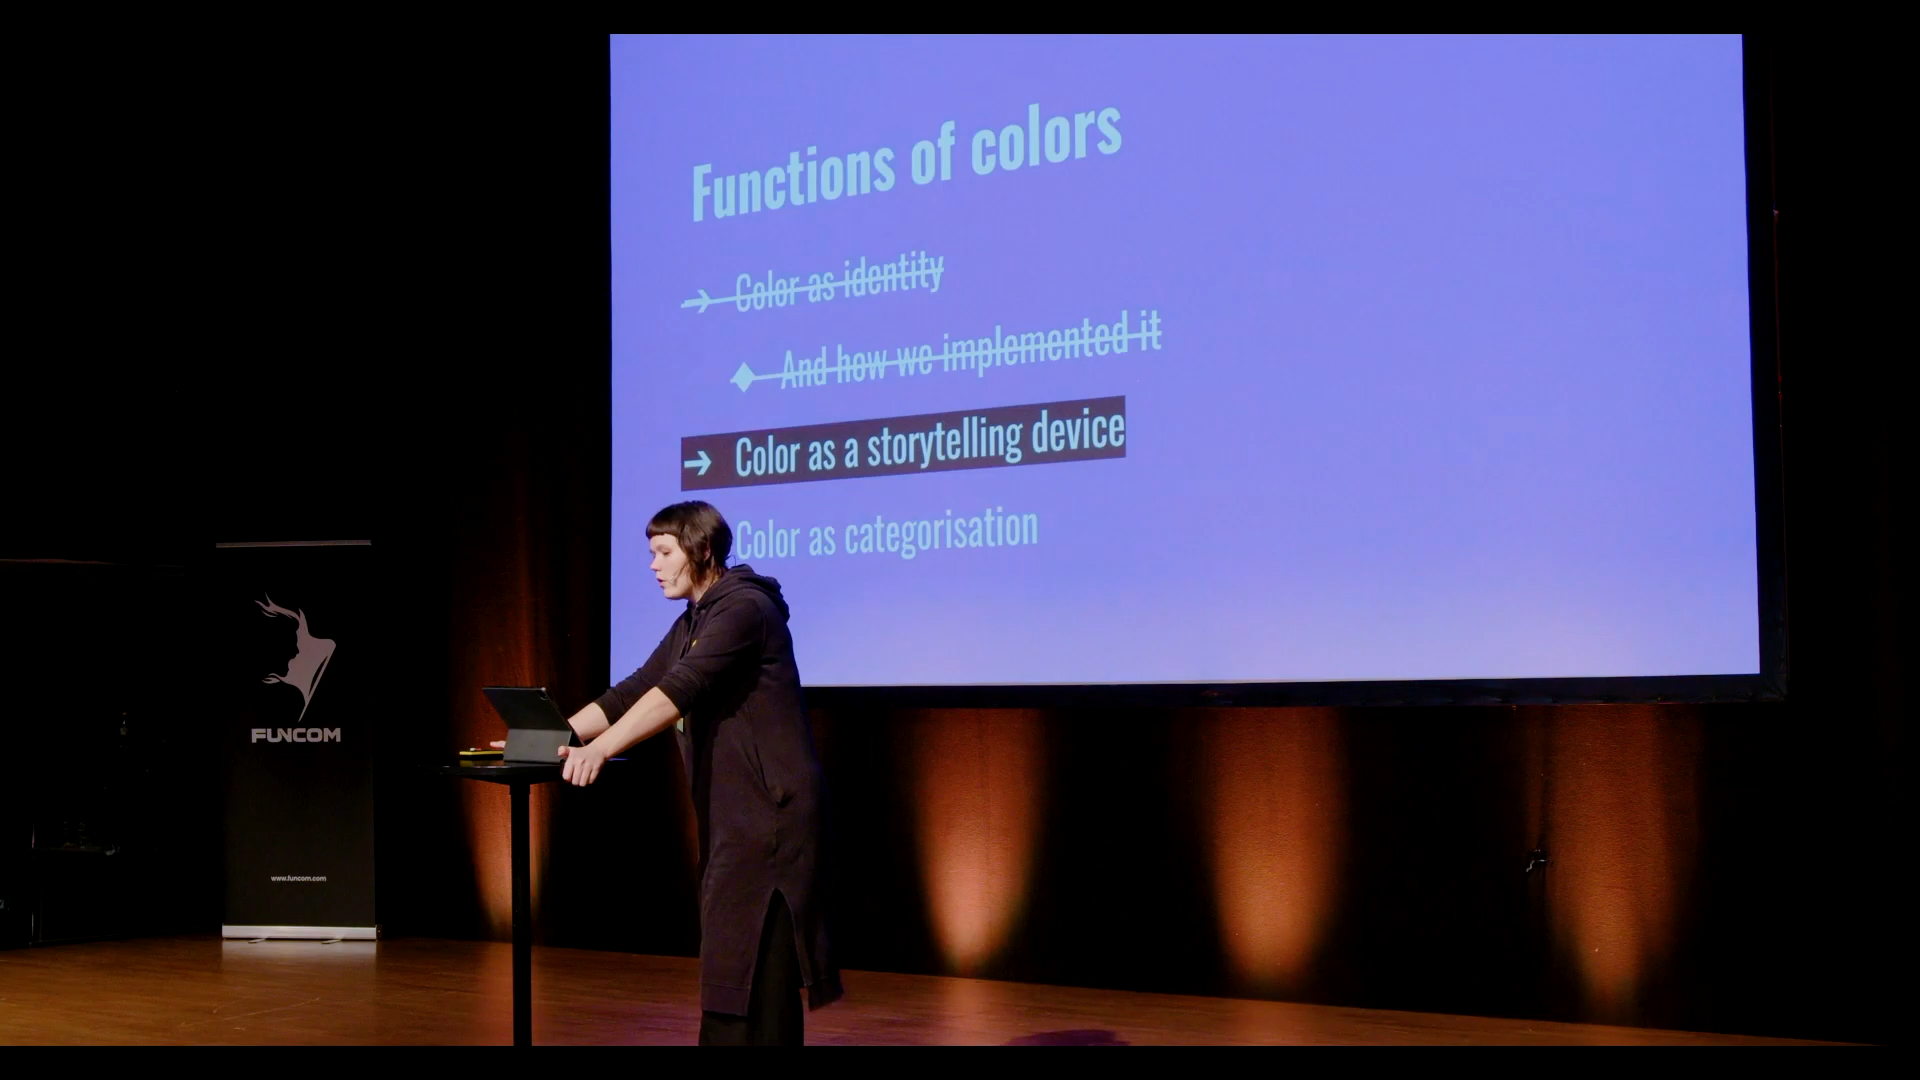 Functions of colors
→ Color as identity
◆ And how we implemented it
→ Color as a storytelling device
Color as categorisation
FUNCOM
www.funcom.com